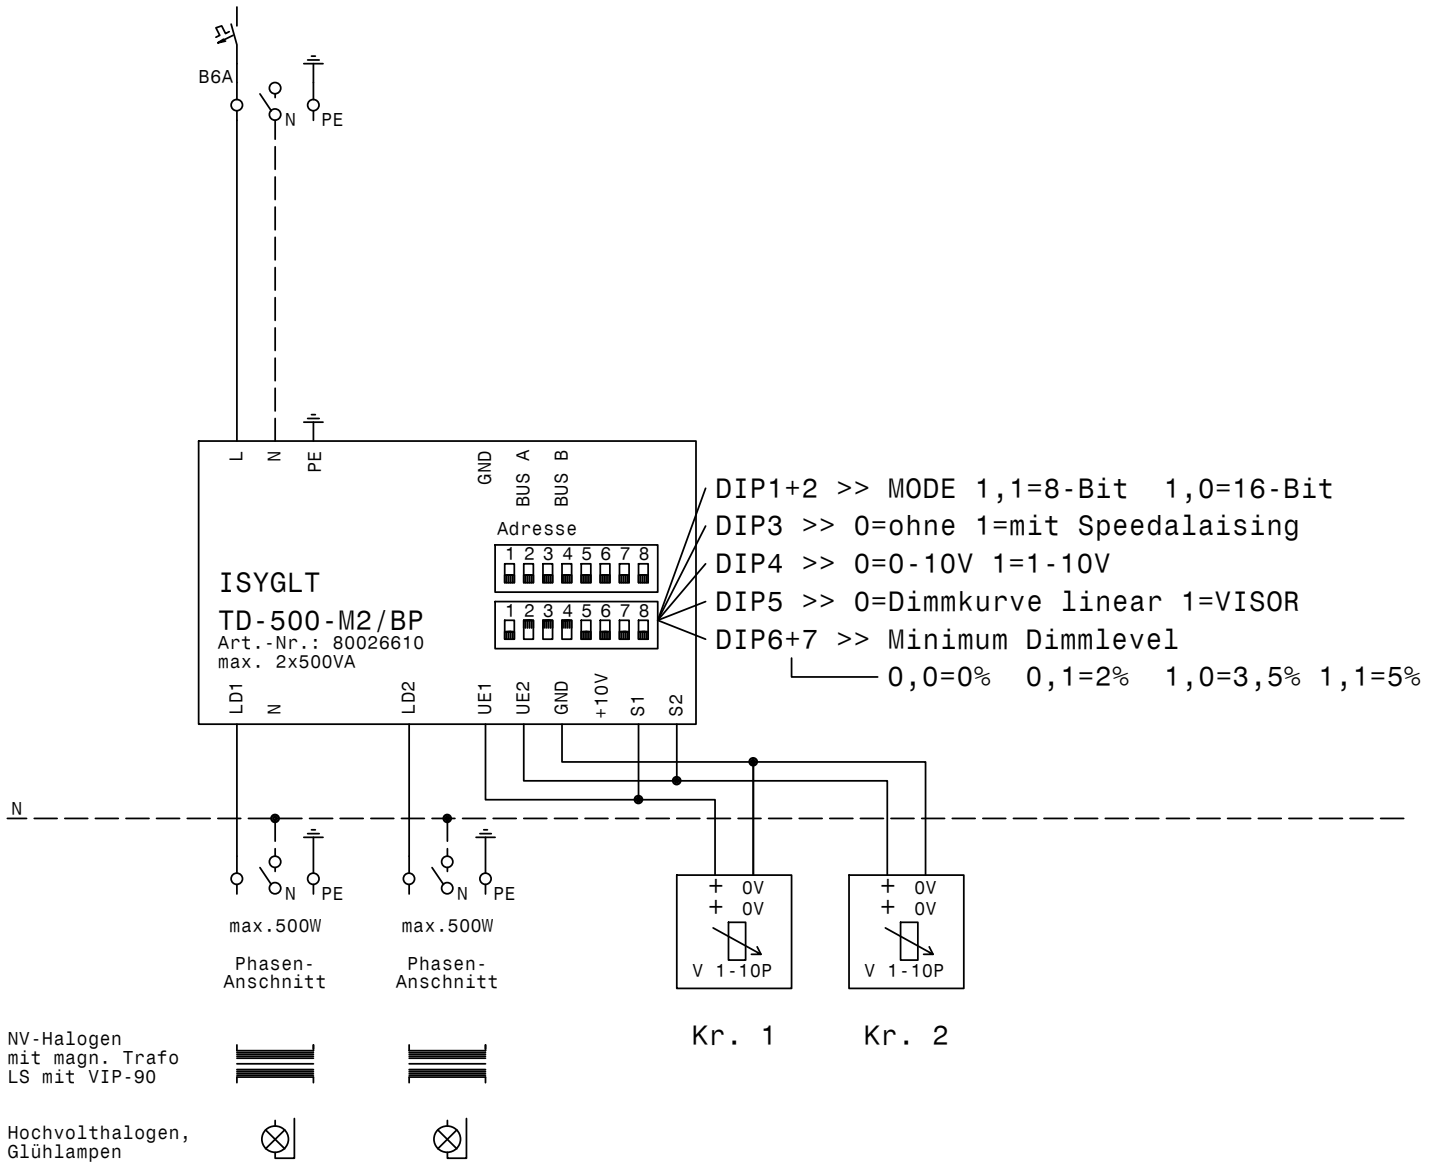 B6A
N
PE
L
N
PE
GND
BUS A
BUS B
Adresse
1 2 3 4 5 6 7 8
1 2 3 4 5 6 7 8
ISYGLT
TD-500-M2/BP
Art.-Nr.: 80026610
max. 2x500VA
LD1
N
LD2
UE1
UE2
GND
+10V
S1
S2
DIP1+2 >> MODE 1,1=8-Bit 1,0=16-Bit
DIP3 >> 0=ohne 1=mit Speedalaising
DIP4 >> 0=0-10V 1=1-10V
DIP5 >> 0=Dimmkurve linear 1=VISOR
DIP6+7 >> Minimum Dimmlevel
0,0=0% 0,1=2% 1,0=3,5% 1,1=5%
N
N
PE
N
PE
max.500W
max.500W
Phasen-
Anschnitt
Phasen-
Anschnitt
+ 0V
+ 0V
V 1-10P
+ 0V
+ 0V
V 1-10P
Kr. 1
Kr. 2
NV-Halogen
mit magn. Trafo
LS mit VIP-90
Hochvolthalogen,
Glühlampen